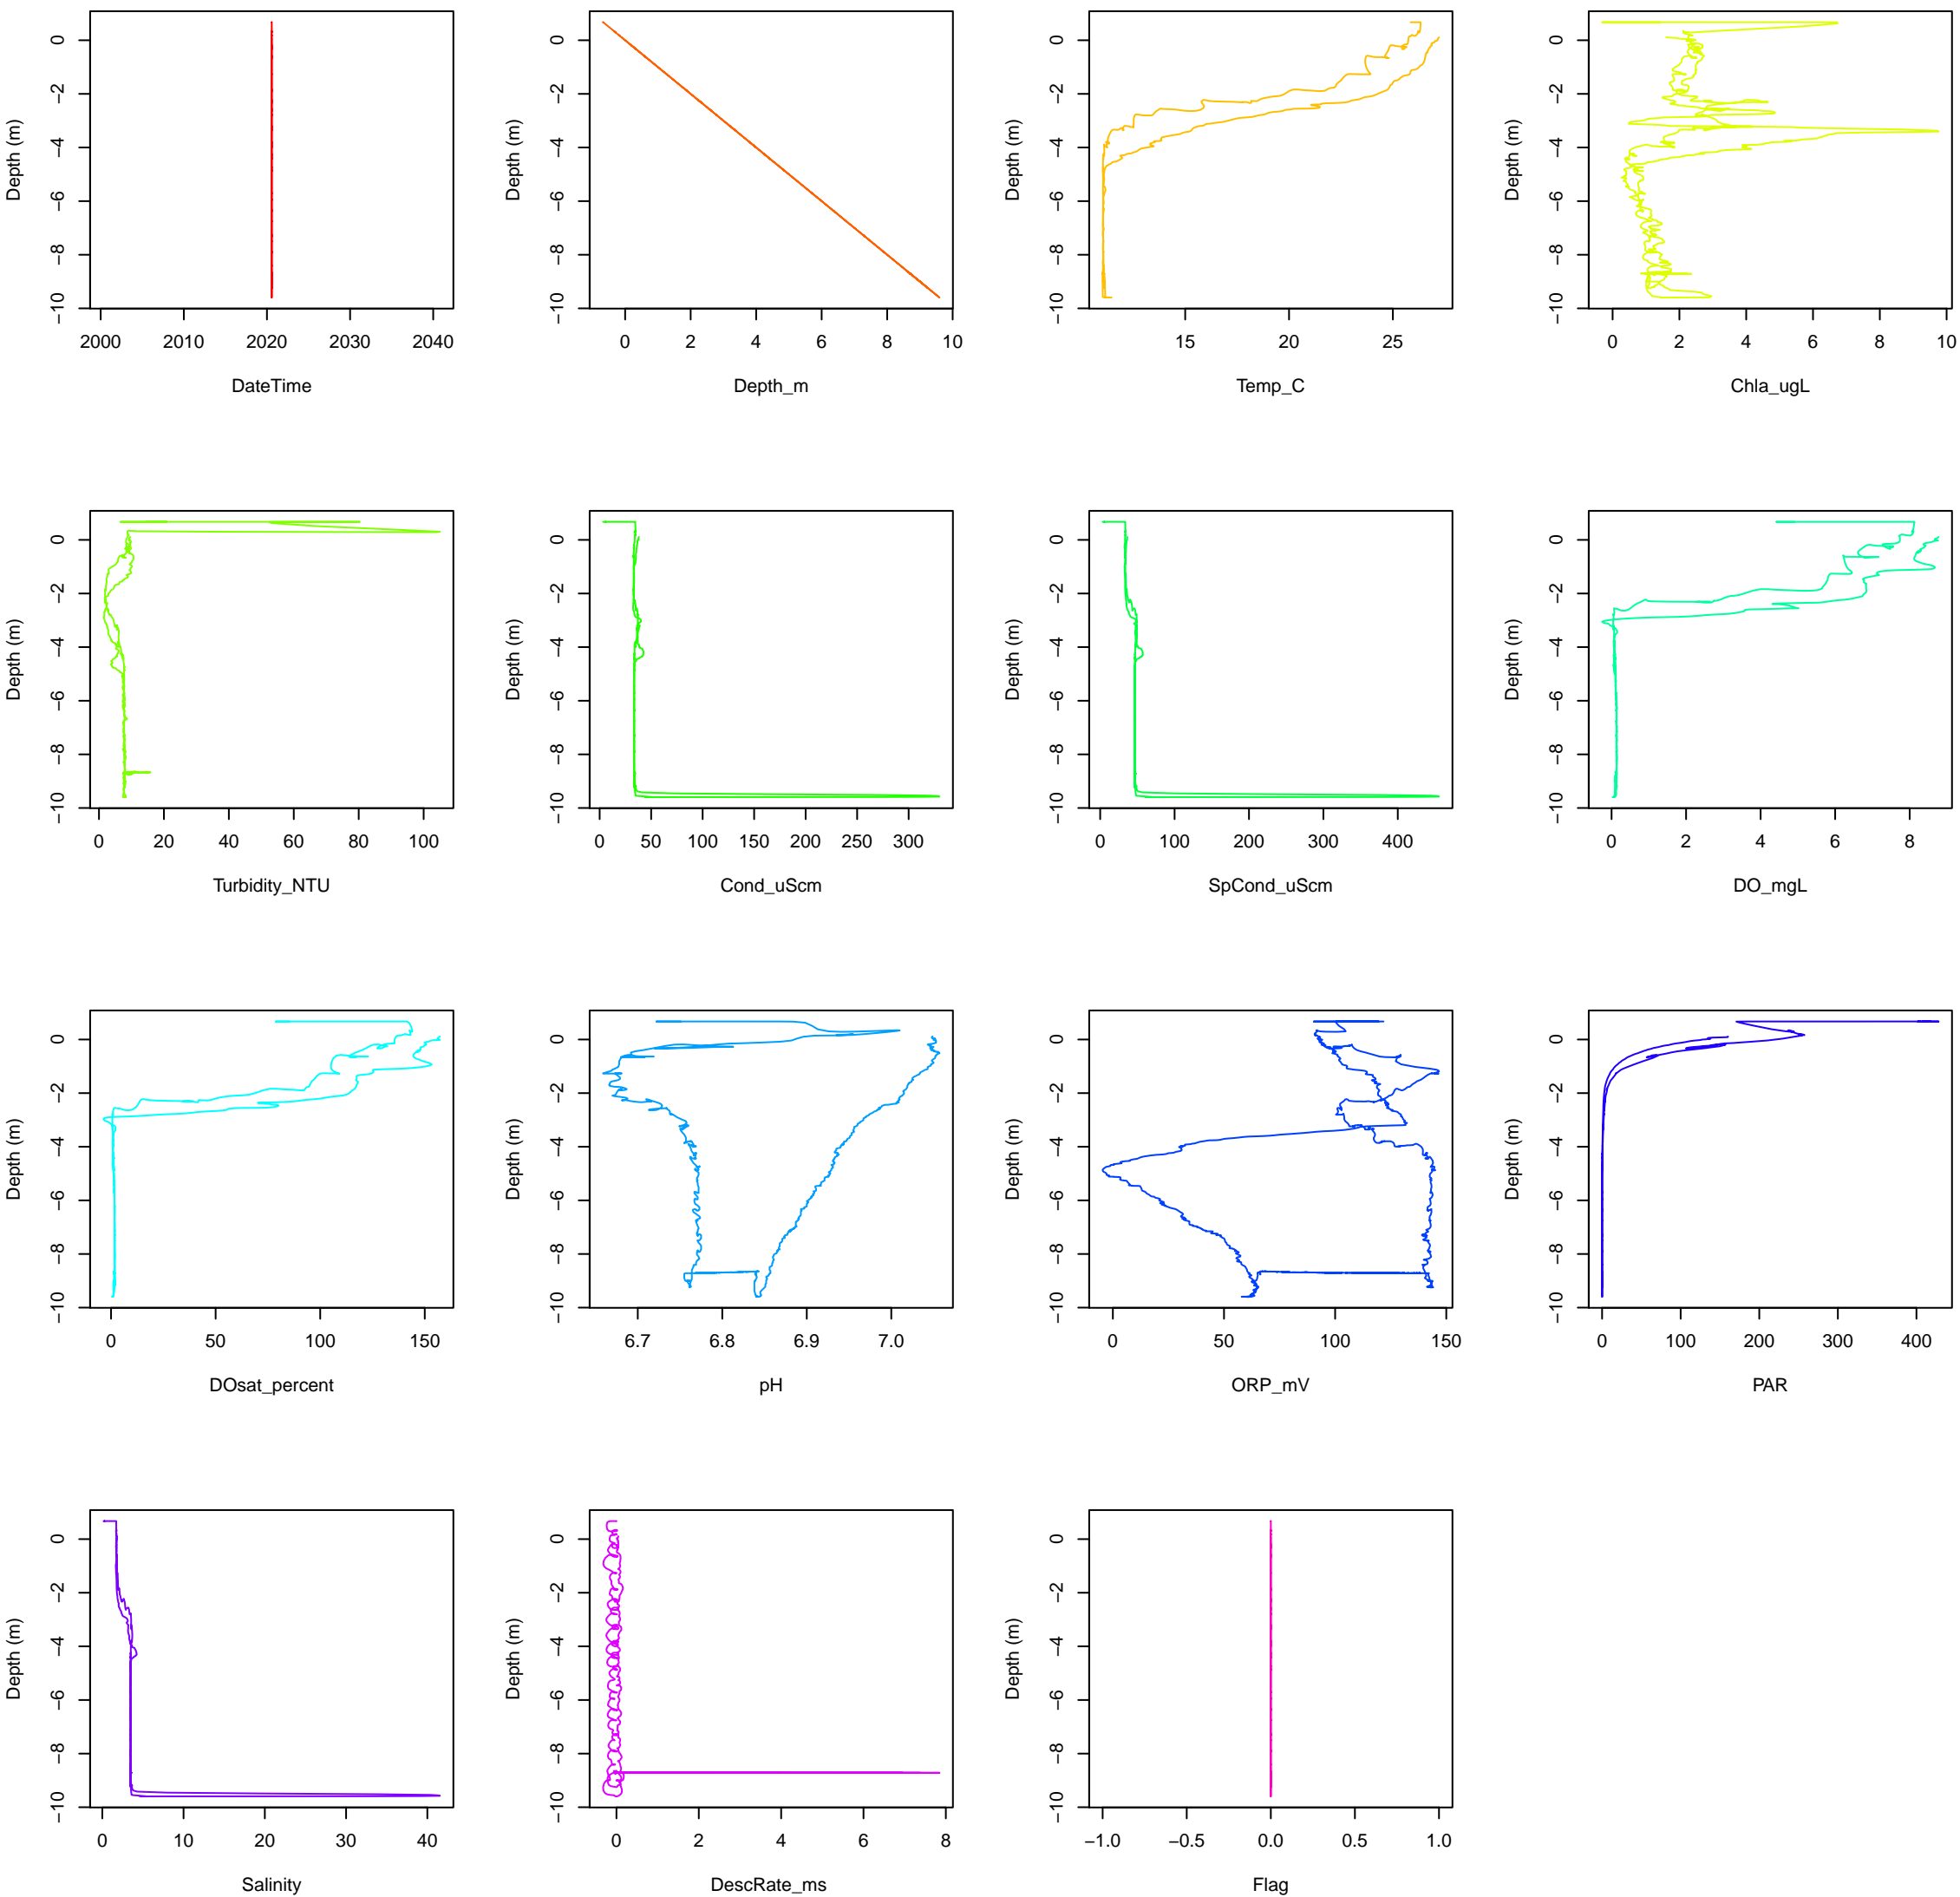 0
−2
−4
−6
−8
−10
Depth (m)
2000 2010 2020 2030 2040
DateTime
0
−2
−4
−6
−8
−10
Depth (m)
0 2 4 6 8 10
Depth_m
0
−2
−4
−6
−8
−10
Depth (m)
15 20 25
Temp_C
0
−2
−4
−6
−8
−10
Depth (m)
0 2 4 6 8 10
Chla_ugL
0
−2
−4
−6
−8
−10
Depth (m)
0 20 40 60 80 100
Turbidity_NTU
0
−2
−4
−6
−8
−10
Depth (m)
0 50 100 150 200 250 300
Cond_uScm
0
−2
−4
−6
−8
−10
Depth (m)
0 100 200 300 400
SpCond_uScm
0
−2
−4
−6
−8
−10
Depth (m)
0 2 4 6 8
DO_mgL
0
−2
−4
−6
−8
−10
Depth (m)
0 50 100 150
DOsat_percent
0
−2
−4
−6
−8
−10
Depth (m)
6.7 6.8 6.9 7.0
pH
0
−2
−4
−6
−8
−10
Depth (m)
0 50 100 150
ORP_mV
0
−2
−4
−6
−8
−10
Depth (m)
0 100 200 300 400
PAR
0
−2
−4
−6
−8
−10
Depth (m)
0 10 20 30 40
Salinity
0
−2
−4
−6
−8
−10
Depth (m)
0 2 4 6 8
DescRate_ms
0
−2
−4
−6
−8
−10
Depth (m)
−1.0 −0.5 0.0 0.5 1.0
Flag